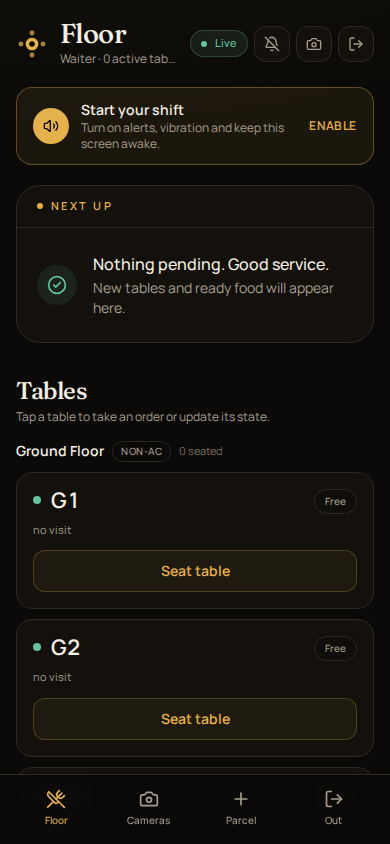 Floor
Waiter · 0 active tab...
Live
Start your shift
Turn on alerts, vibration and keep this
screen awake.
ENABLE
NEXT UP
Nothing pending. Good service.
New tables and ready food will appear
here.
Tables
Tap a table to take an order or update its state.
Ground Floor NON-AC 0 seated
G1 Free
no visit
Seat table
G2 Free
no visit
Seat table
Floor Cameras Parcel Out